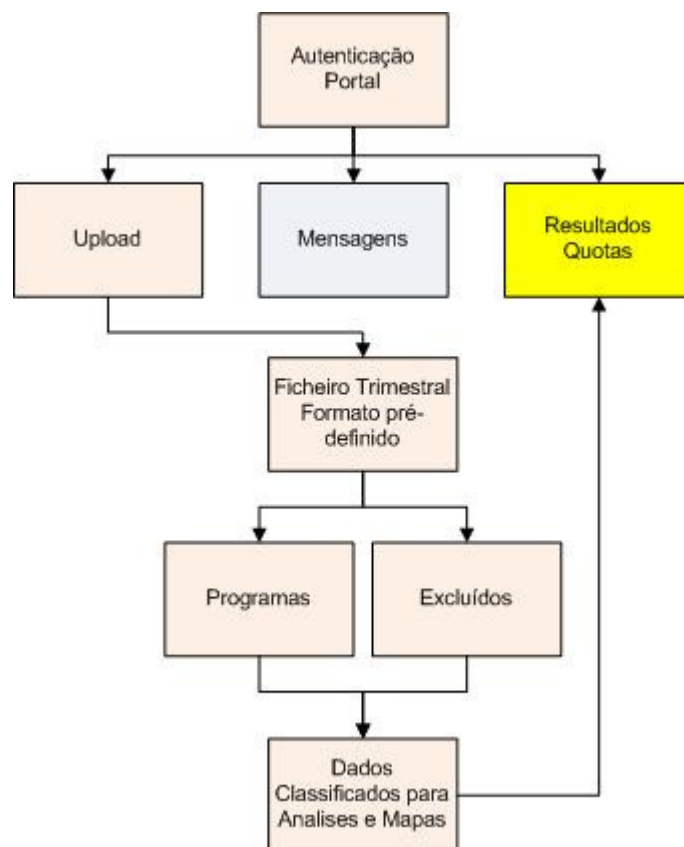 Autenticação
Portal
Upload
Mensagens
Resultados
Quotas
Ficheiro Trimestral
Formato pré-
definido
Programas
Excluídos
Dados
Classificados para
Analises e Mapas